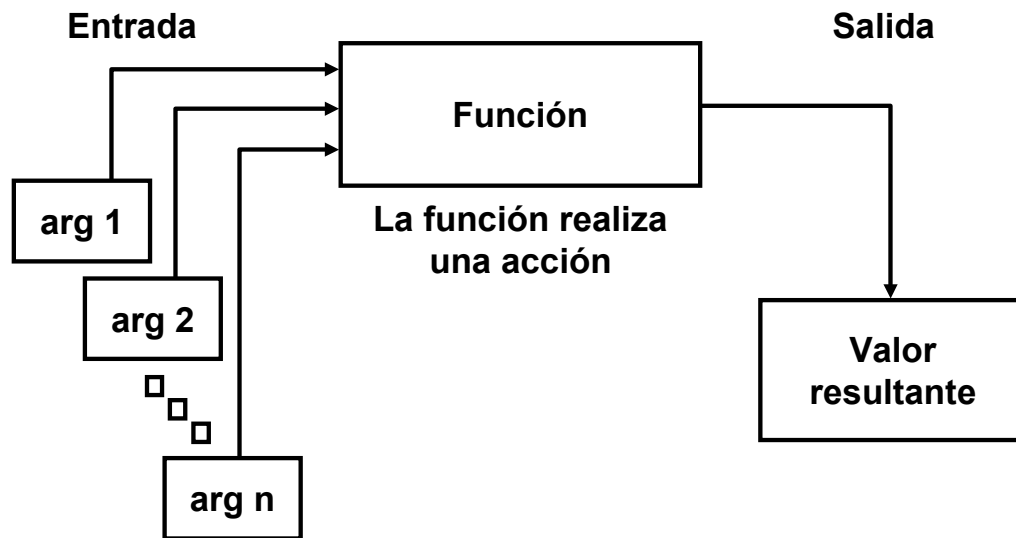 Entrada
Salida
Función
arg 1
La función realiza
una acción
arg 2
Valor
resultante
arg n